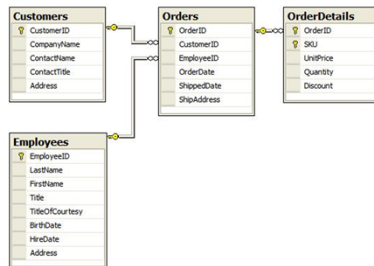 Customers
CustomerID
CompanyName
ContactName
ContactTitle
Address
Orders
OrderID
CustomerID
EmployeeID
OrderDate
ShippedDate
ShipAddress
OrderDetails
OrderID
SKU
UnitPrice
Quantity
Discount
Employees
EmployeeID
LastName
FirstName
Title
TitleOfCourtesy
BirthDate
HireDate
Address